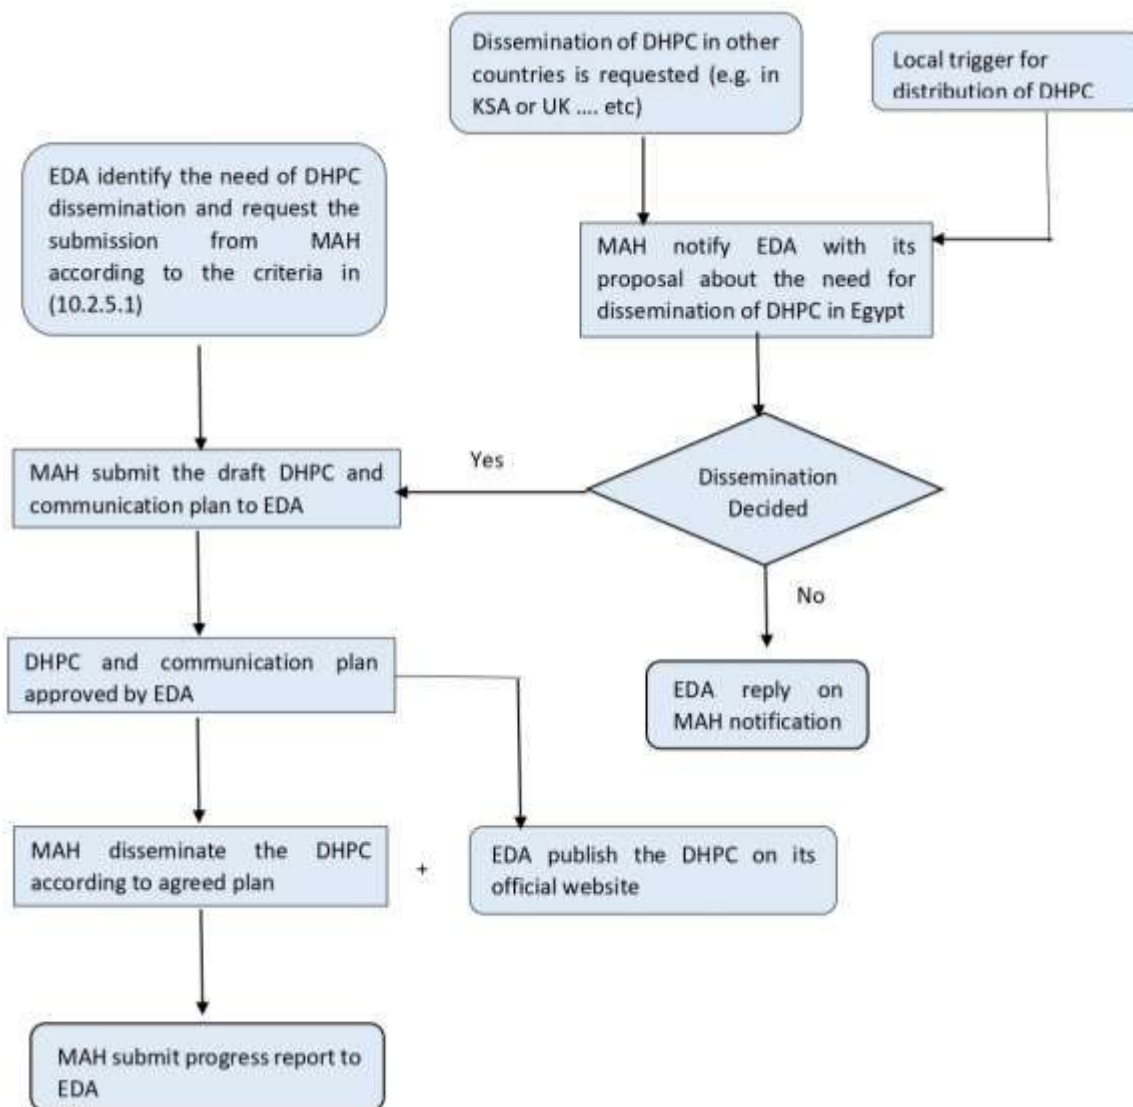 Dissemination of DHPC in other
countries is requested (e.g. in
KSA or UK .... etc)
Local trigger for
distribution of DHPC
EDA identify the need of DHPC
dissemination and request the
submission from MAH
according to the criteria in
(10.2.5.1)
MAH notify EDA with its
proposal about the need for
dissemination of DHPC in Egypt
Dissemination
Decided
Yes
No
MAH submit the draft DHPC and
communication plan to EDA
DHPC and communication plan
approved by EDA
EDA reply on
MAH notification
MAH disseminate the DHPC
according to agreed plan
+
EDA publish the DHPC on its
official website
MAH submit progress report to
EDA